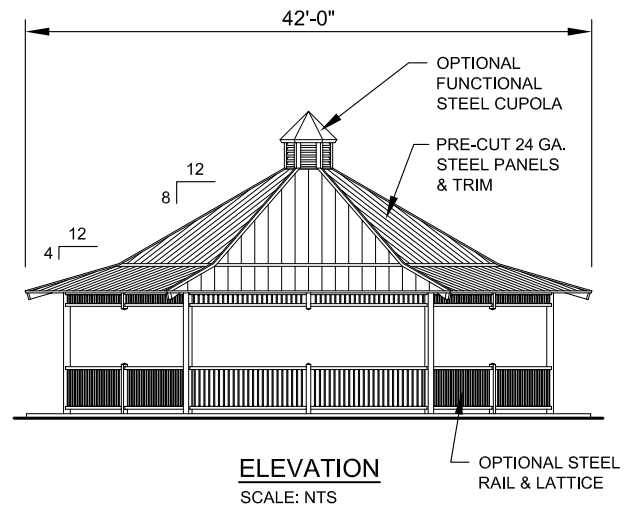 42'-0"
OPTIONAL
FUNCTIONAL
STEEL CUPOLA
PRE-CUT 24 GA.
STEEL PANELS
& TRIM
12
8
12
4
OPTIONAL STEEL
RAIL & LATTICE
ELEVATION
SCALE: NTS